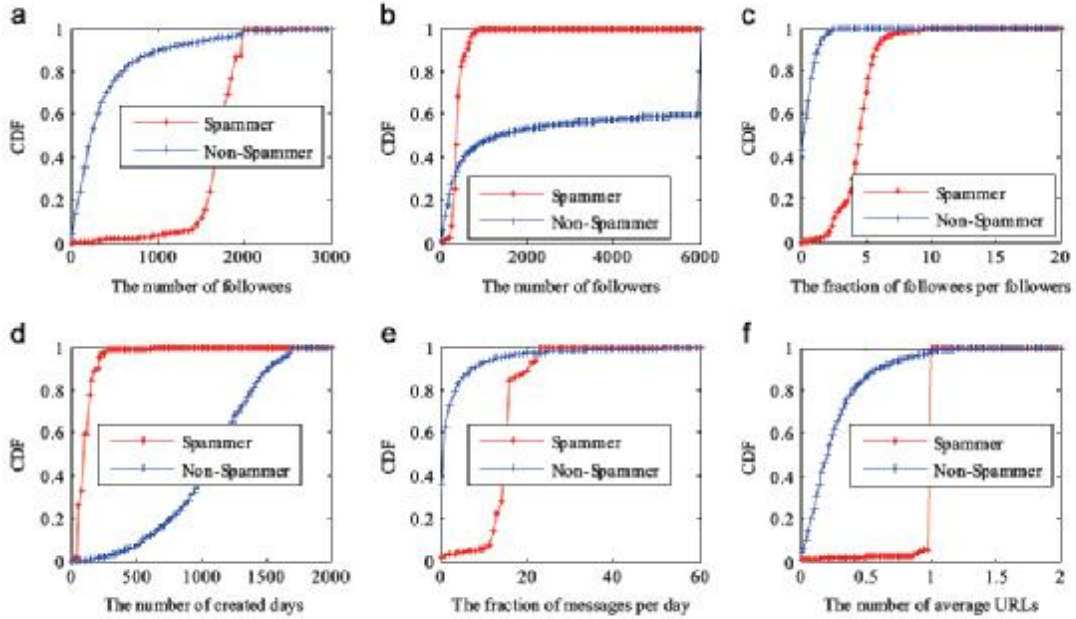 a
CDF
1
0.8
0.6
0.4
0.2
0
Spammer
Non-Spammer
0 1000 2000 3000
The number of followees
b
CDF
1
0.8
0.6
0.4
0.2
0
Spammer
Non-Spammer
0 2000 4000 6000
The number of followers
c
CDF
1
0.8
0.6
0.4
0.2
0
Spammer
Non-Spammer
0 5 10 15 20
The fraction of followees per followers
d
CDF
1
0.8
0.6
0.4
0.2
0
Spammer
Non-Spammer
0 500 1000 1500 2000
The number of created days
e
CDF
1
0.8
0.6
0.4
0.2
0
Spammer
Non-Spammer
0 20 40 60
The fraction of messages per day
f
CDF
1
0.8
0.6
0.4
0.2
0
Spammer
Non-Spammer
0 0.5 1 1.5 2
The number of average URLs